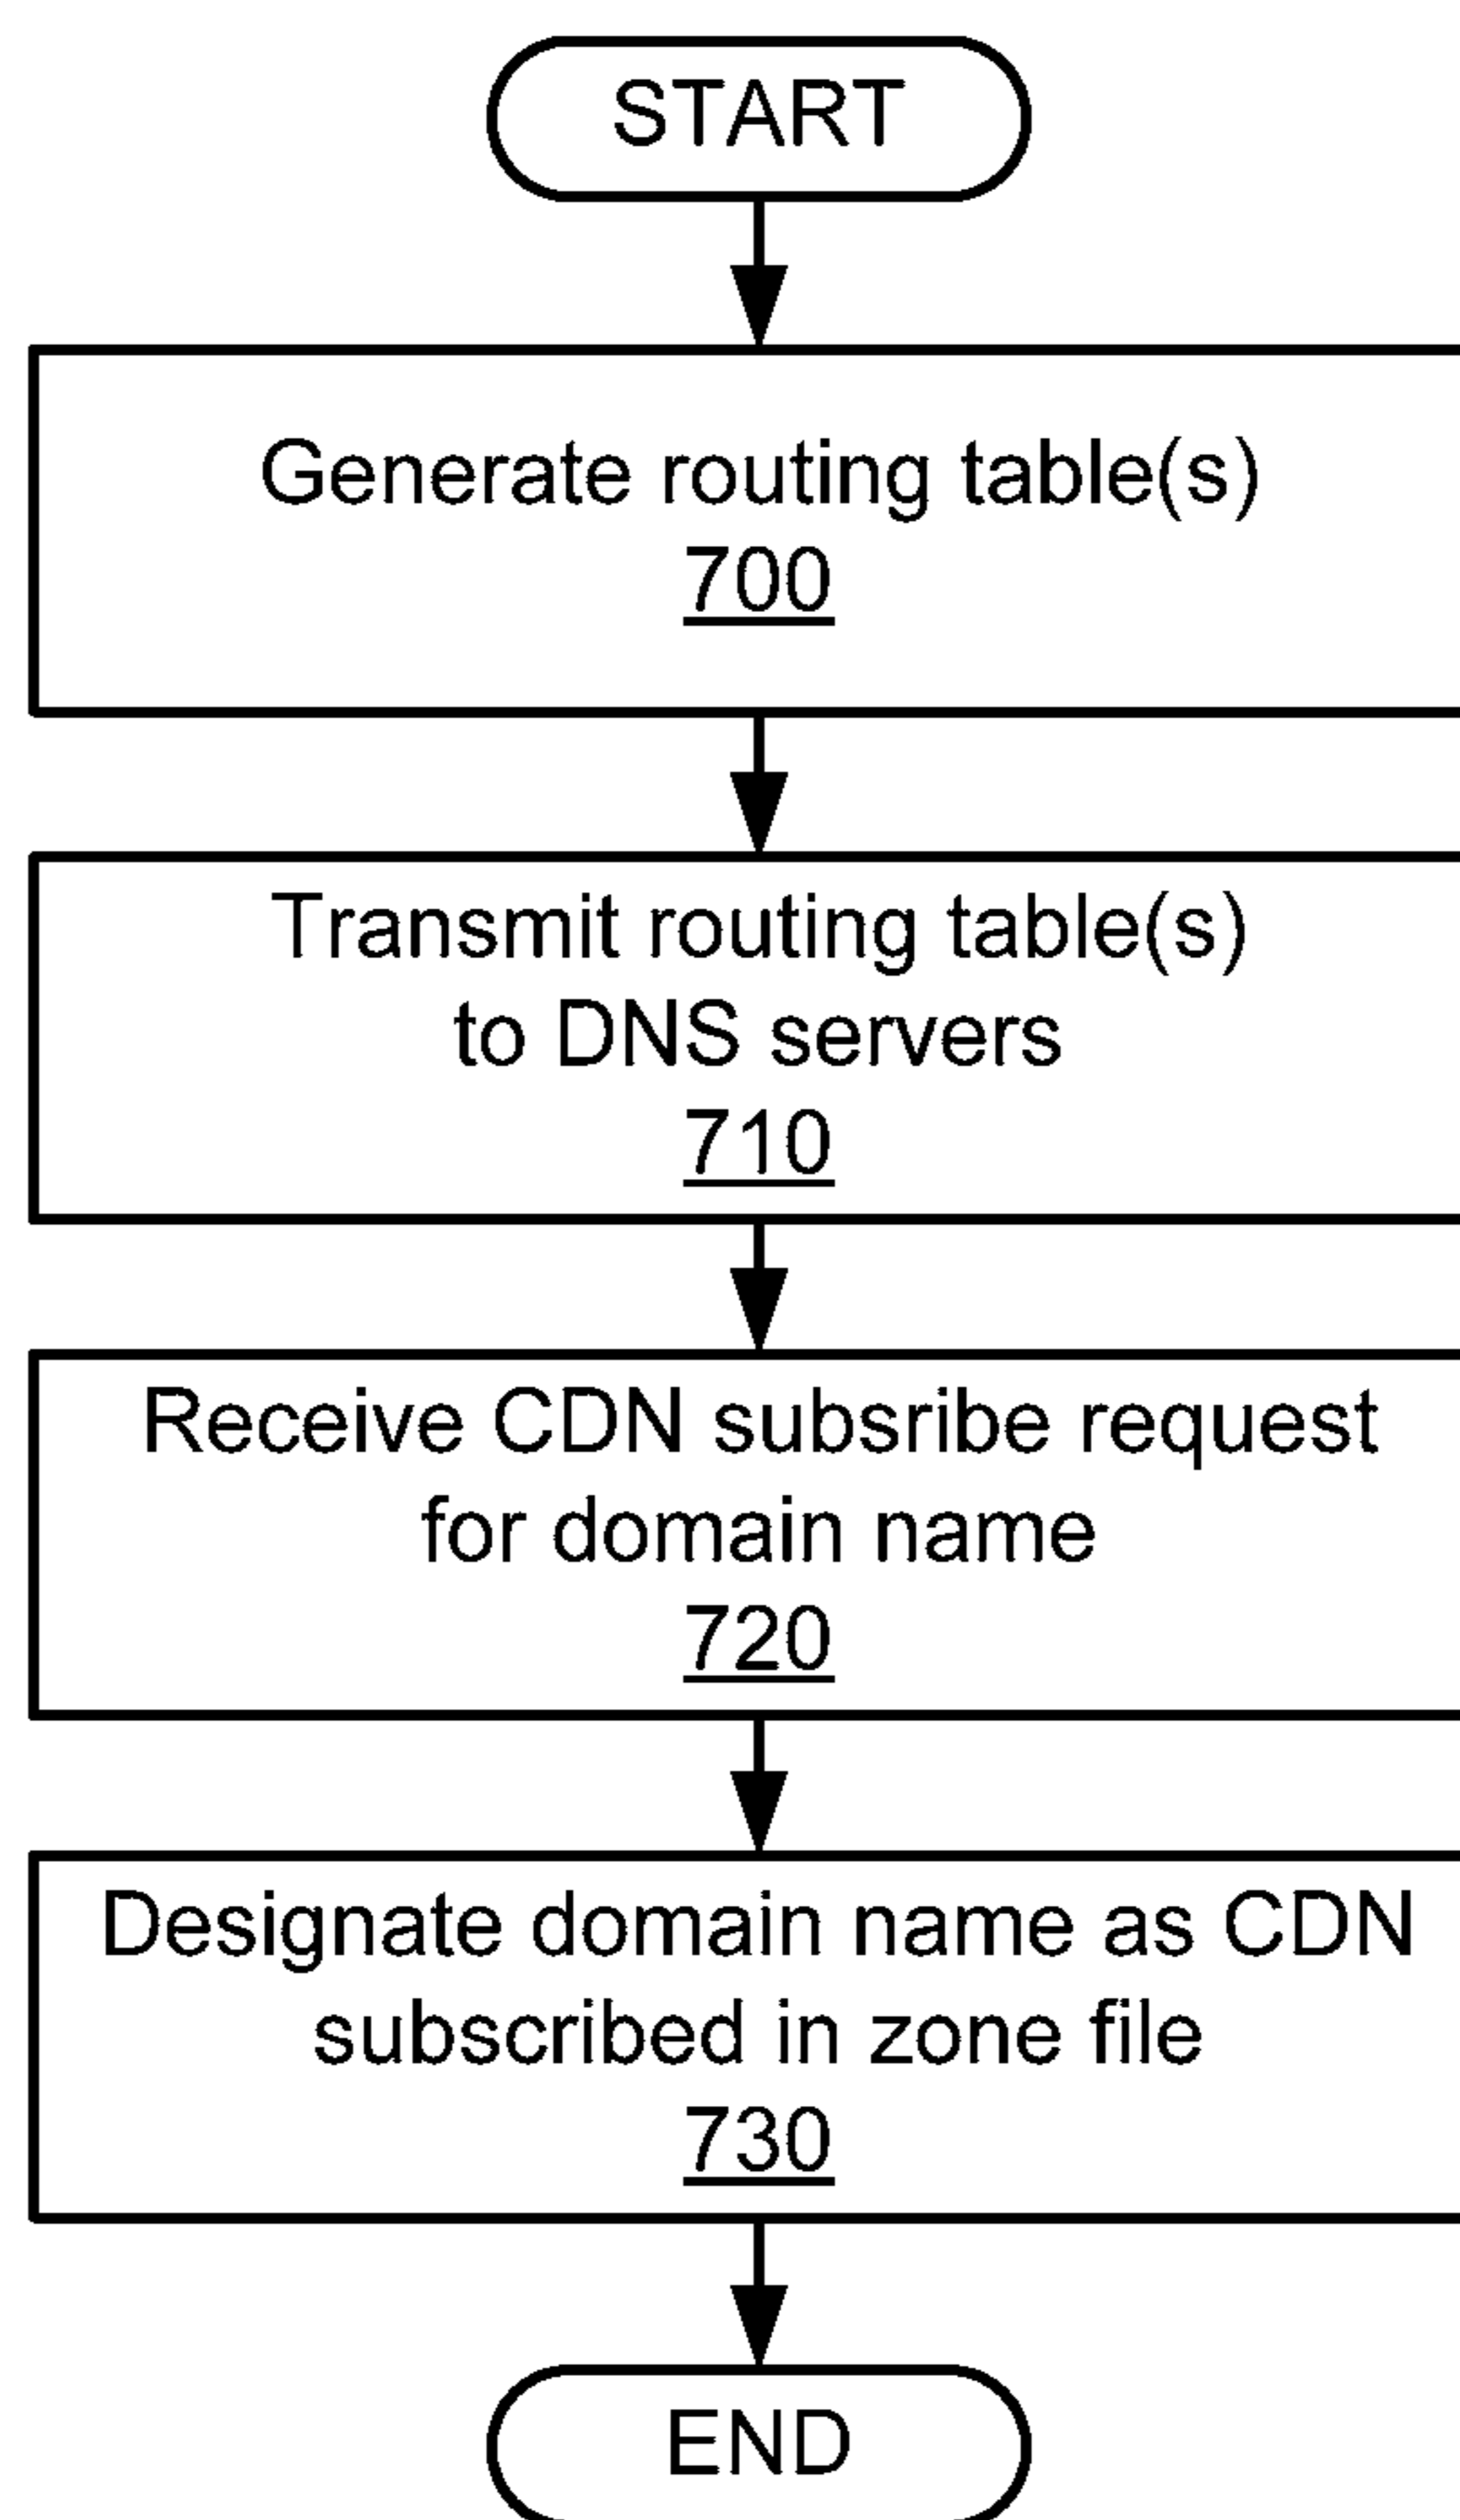 START
Generate routing table(s)
700
Transmit routing table(s)
to DNS servers
710
Receive CDN subsribe request
for domain name
720
Designate domain name as CDN
subscribed in zone file
730
END